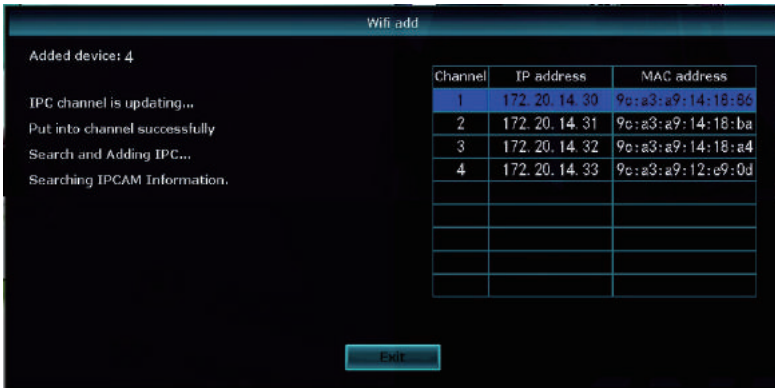 Wifi add
Added device: 4
IPC channel is updating...
Put into channel successfully
Search and Adding IPC...
Searching IPCAM Information.
Channel IP address MAC address
1 172. 20. 14. 30 9c:a3:a9:14:18:86
2 172. 20. 14. 31 9c:a3:a9:14:18:ba
3 172. 20. 14. 32 9c:a3:a9:14:18:a4
4 172. 20. 14. 33 9c:a3:a9:12:e9:0d
Exit